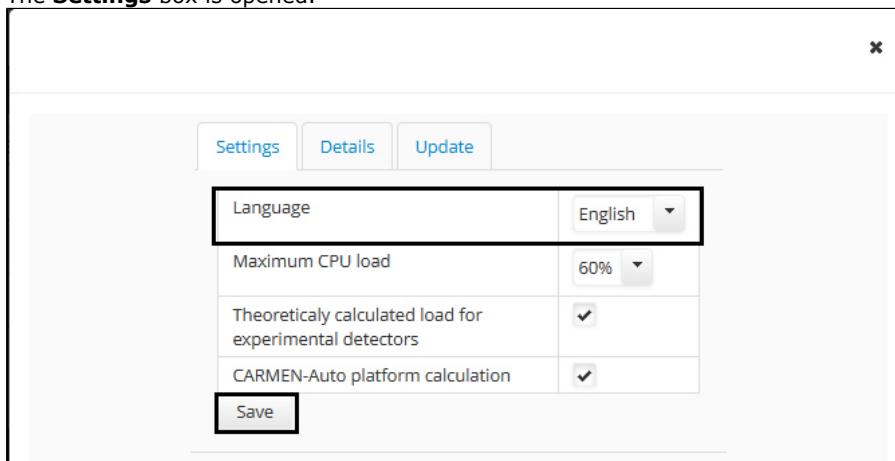 The Settings box is opened.
Settings Details Update
Language English
Maximum CPU load 60%
Theoreticaly calculated load for
experimental detectors
CARMEN-Auto platform calculation
Save